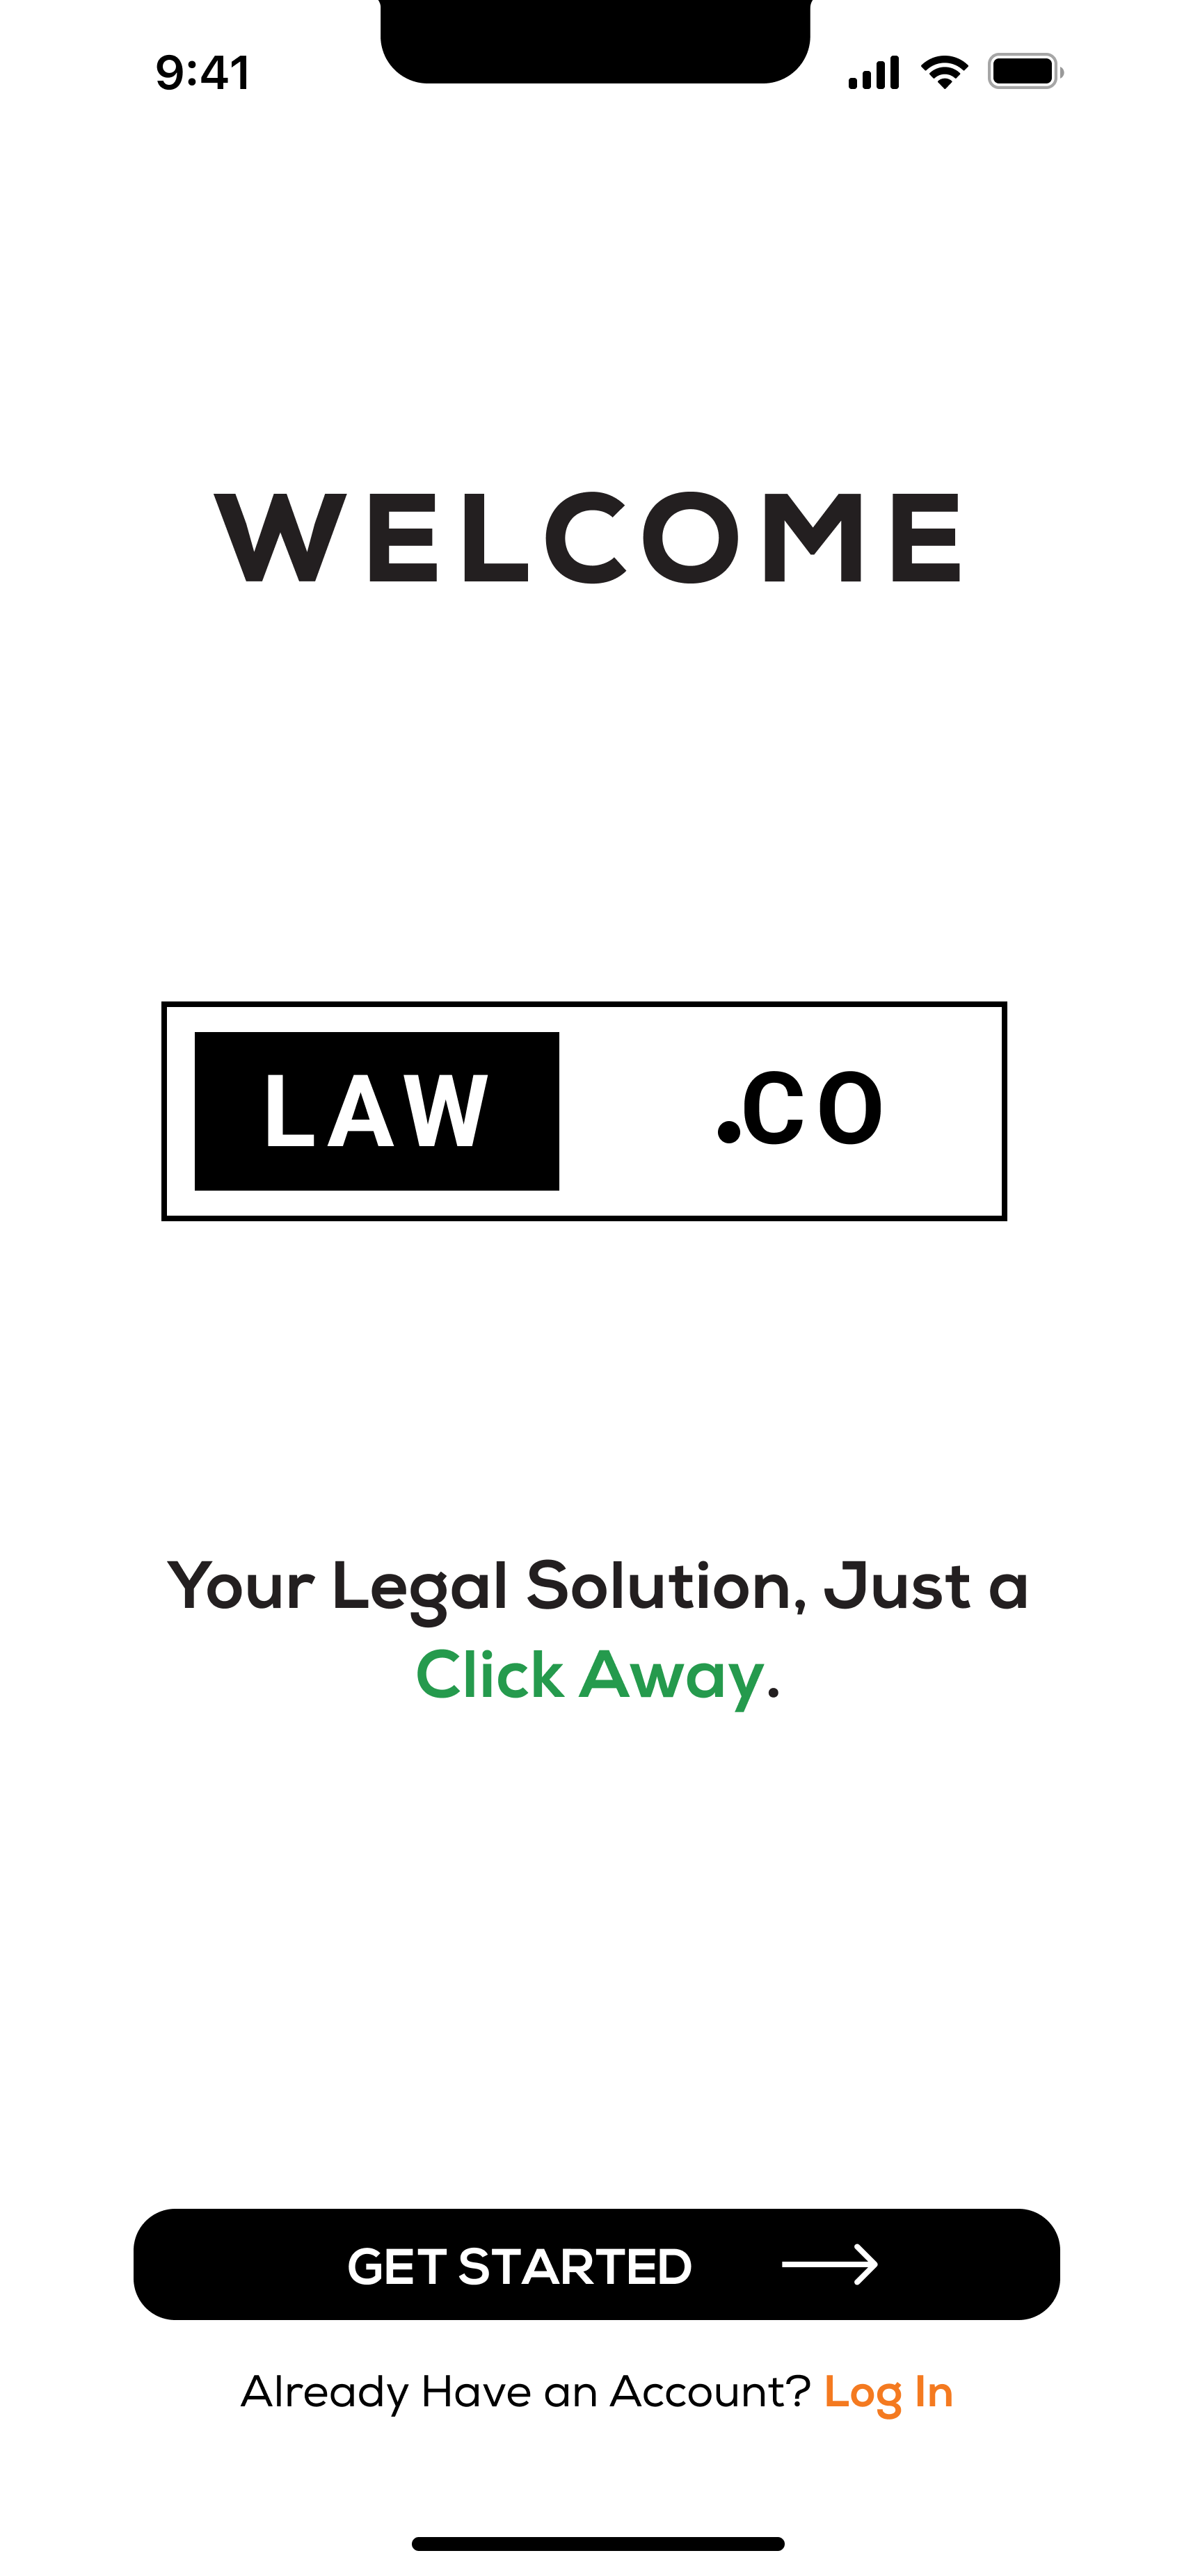 9:41
WELCOME
LAW .CO
Your Legal Solution, Just a
Click Away.
GET STARTED
Already Have an Account? Log In